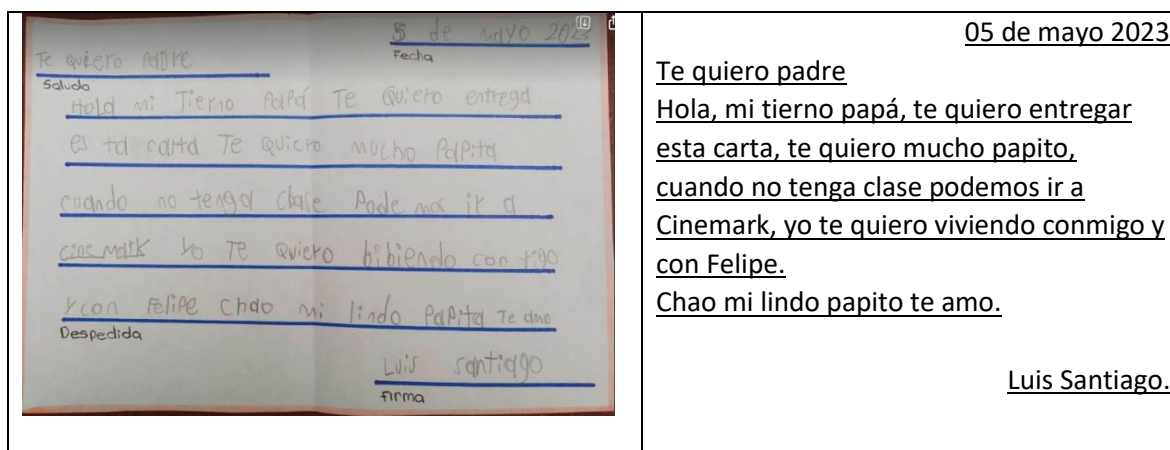 5 de mayo 2023
Fecha
Te quiero PADRE
Saludo
Hola mi Tierno Papá Te Quiero entrega
es ta carta Te Quiero mucho PaPita
cuando no tenga clase Pode mos ir a
cine mark yo Te Quiero bibiendo con tigo
y con Felipe chao mi lindo PaPita Te amo
Despedida
Luis santiago
Firma
05 de mayo 2023
Te quiero padre
Hola, mi tierno papá, te quiero entregar
esta carta, te quiero mucho papito,
cuando no tenga clase podemos ir a
Cinemark, yo te quiero viviendo conmigo y
con Felipe.
Chao mi lindo papito te amo.
Luis Santiago.